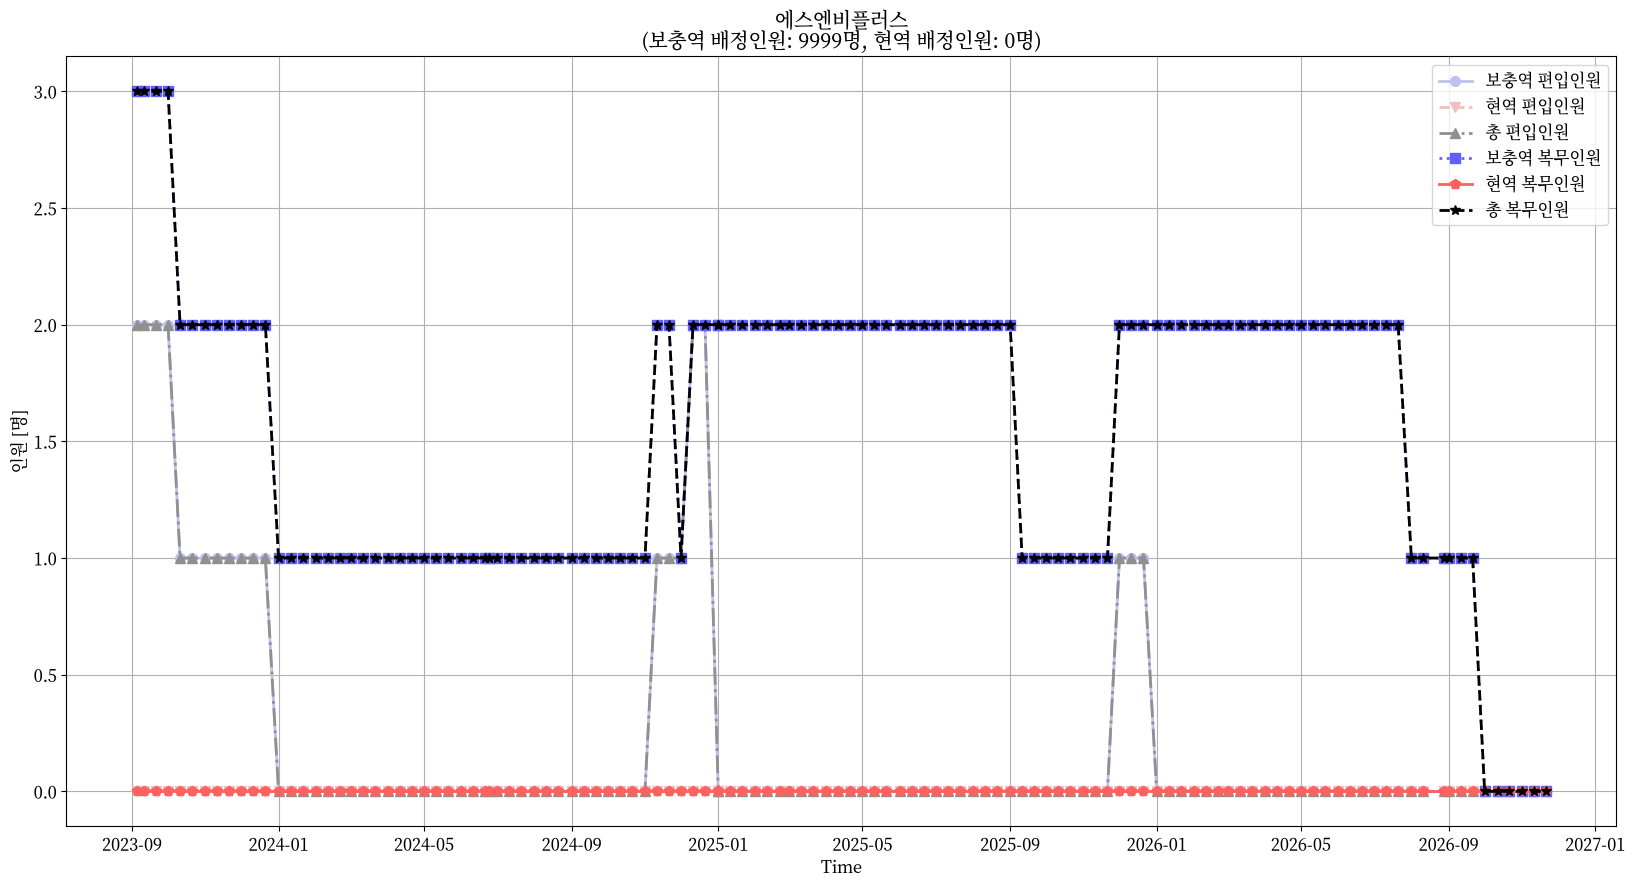 에스엔비플러스
(보충역 배정인원: 9999명, 현역 배정인원: 0명)
보충역 편입인원
현역 편입인원
총 편입인원
보충역 복무인원
현역 복무인원
총 복무인원
인원 [명]
3.0
2.5
2.0
1.5
1.0
0.5
0.0
2023-09
2024-01
2024-05
2024-09
2025-01
2025-05
2025-09
2026-01
2026-05
2026-09
2027-01
Time